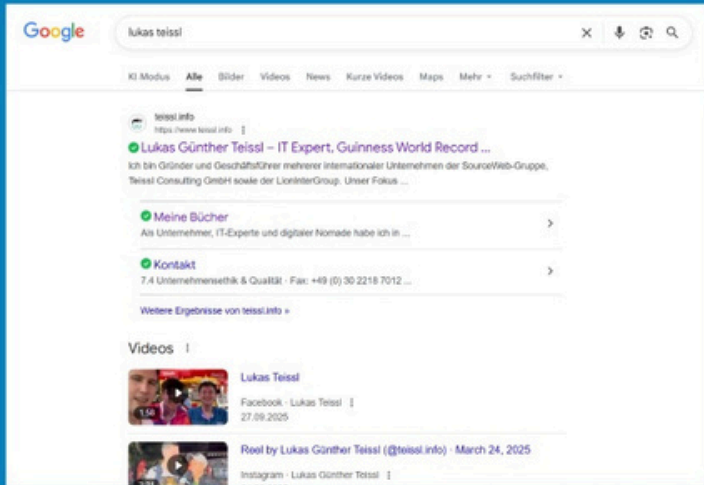 Google
lukas teissl
KI Modus Alle Bilder Videos News Kurze Videos Maps Mehr Suchfilter
teissl.info
https://www.teissl.info
Lukas Günther Teissl – IT Expert, Guinness World Record ...
Ich bin Gründer und Geschäftsführer mehrerer internationaler Unternehmen der SourceWeb-Gruppe,
Teissl Consulting GmbH sowie der LionInterGroup. Unser Fokus ...
Meine Bücher
Als Unternehmer, IT-Experte und digitaler Nomade habe ich in ...
Kontakt
7.4 Unternehmensethik & Qualität · Fax: +49 (0) 30 2218 7012 ...
Weitere Ergebnisse von teissl.info »
Videos
Lukas Teissl
Facebook · Lukas Teissl
1:50
27.09.2025
Reel by Lukas Günther Teissl (@teissl.info) · March 24, 2025
Instagram · Lukas Günther Teissl